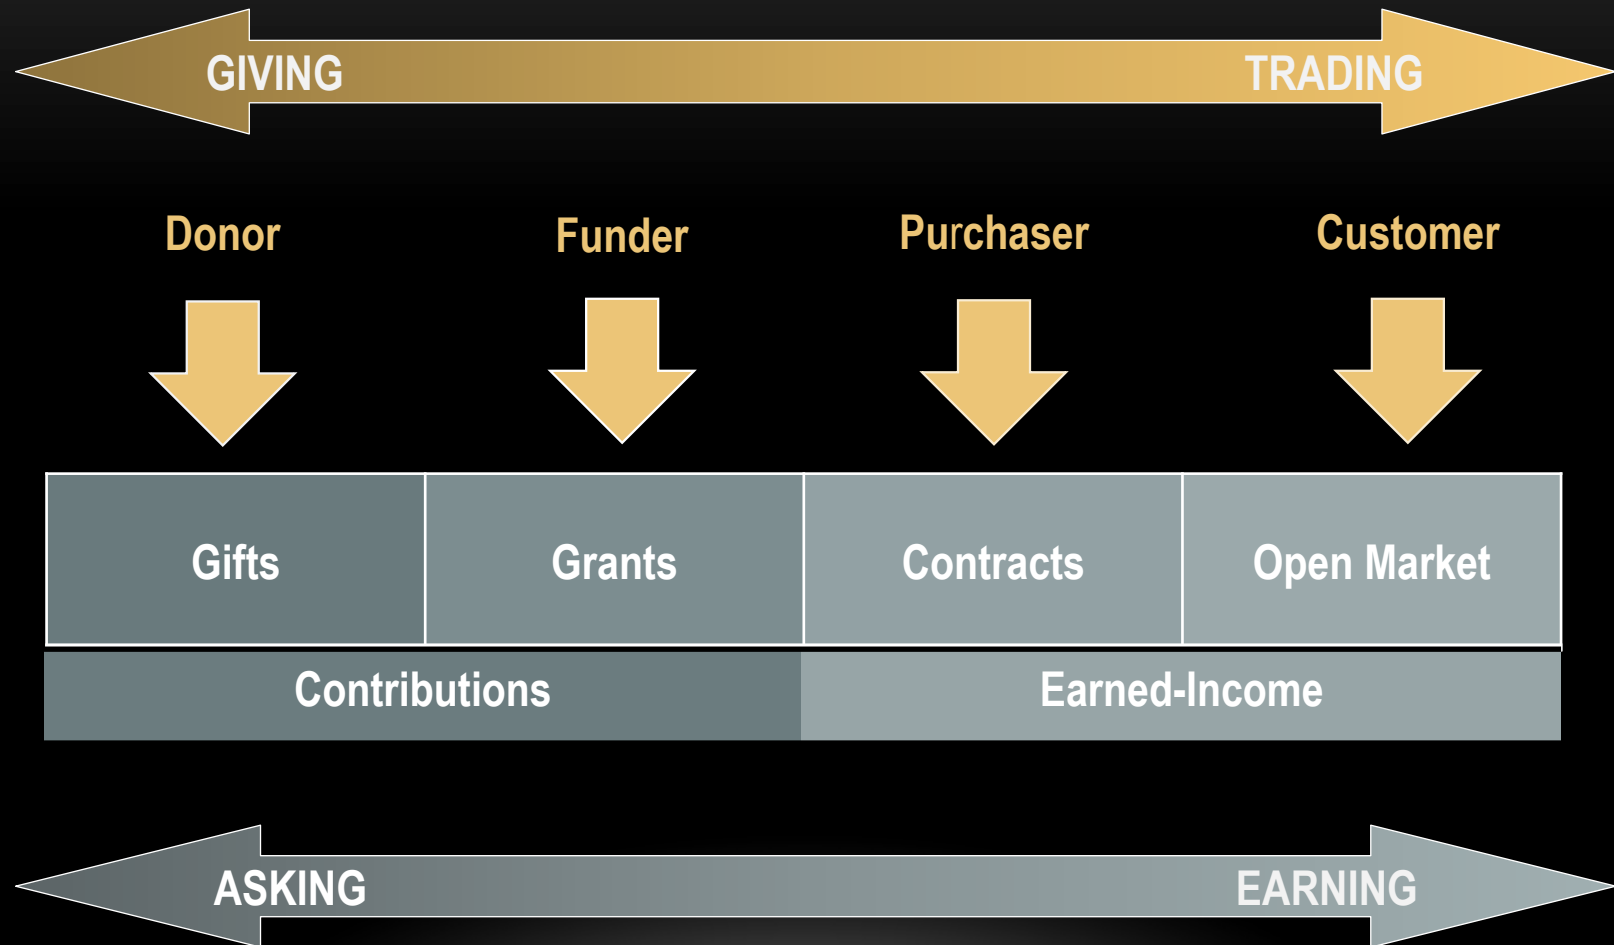 GIVING TRADING
Donor Funder Purchaser Customer
Gifts Grants Contracts Open Market
Contributions Earned-Income
ASKING EARNING